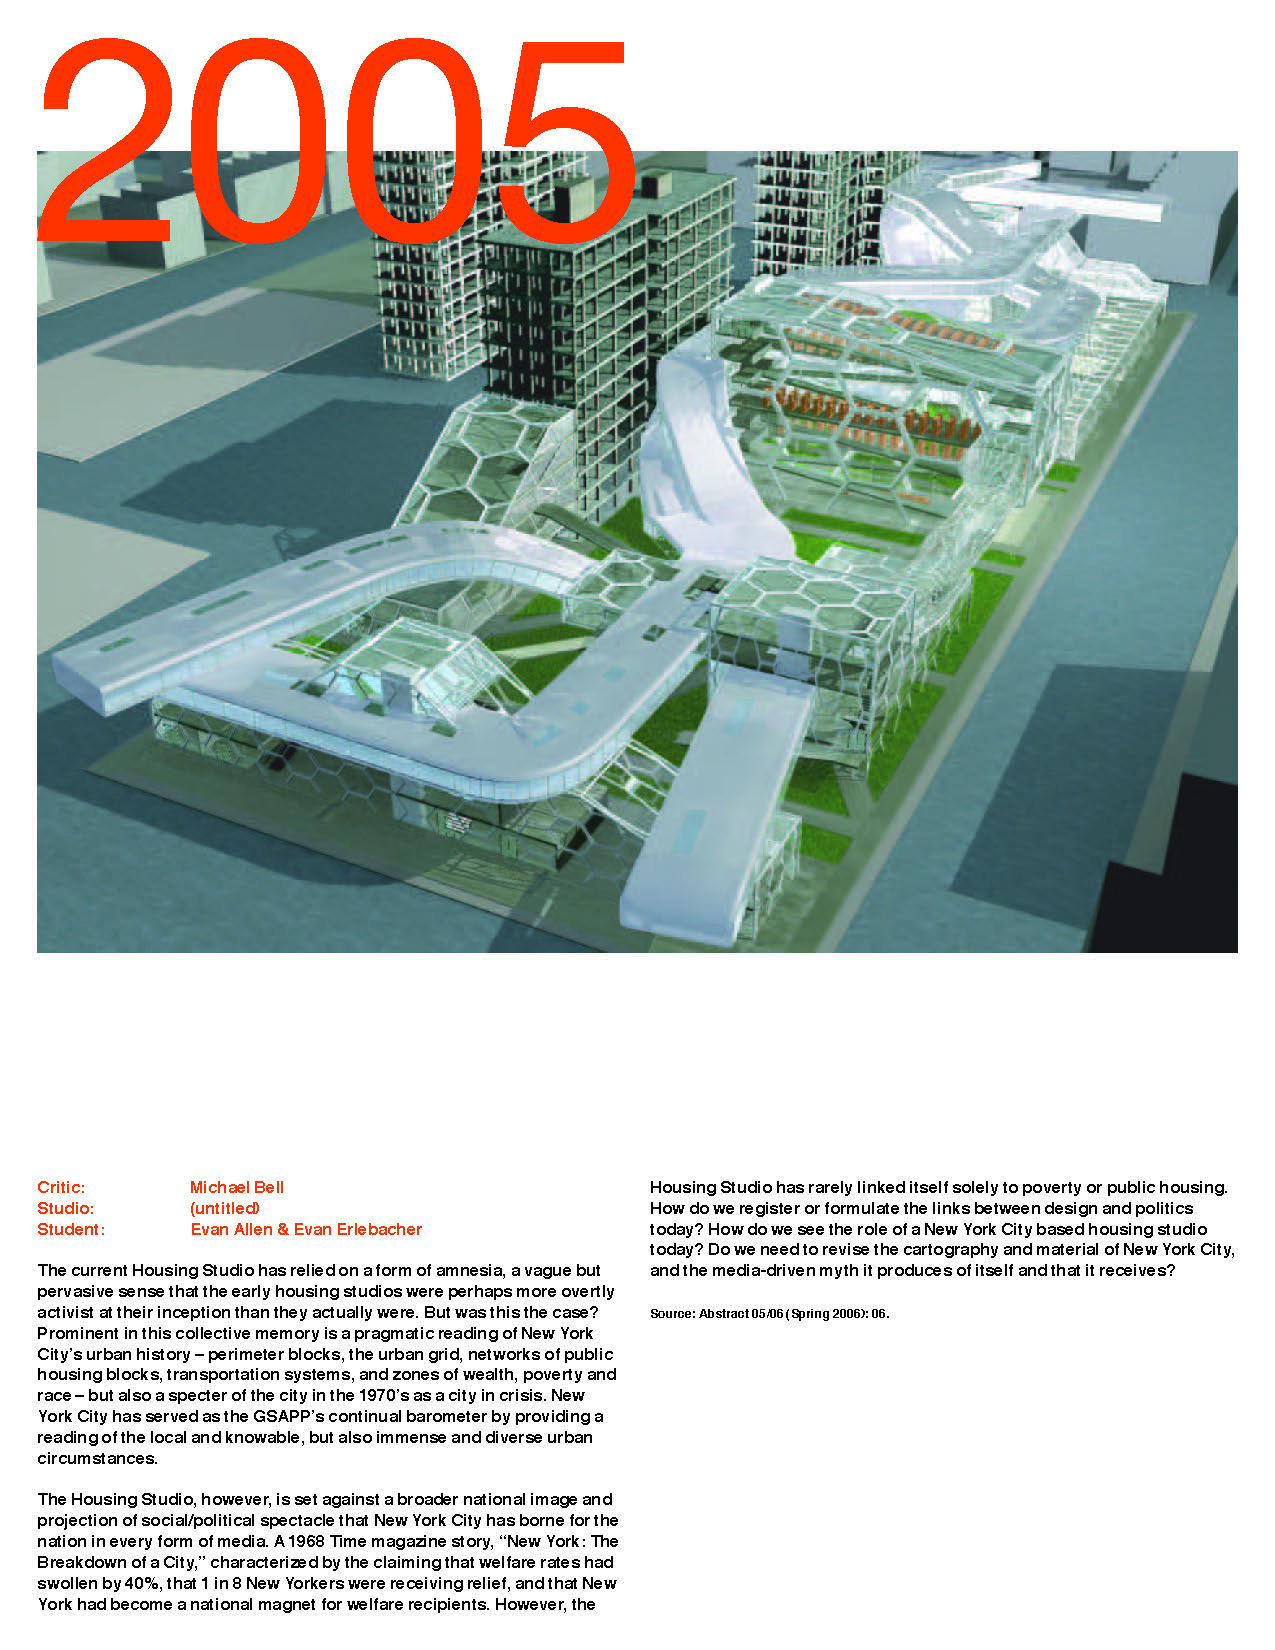 2005
Critic: Michael Bell
Studio: (untitled)
Student: Evan Allen & Evan Erlebacher
The current Housing Studio has relied on a form of amnesia, a vague but
pervasive sense that the early housing studios were perhaps more overtly
activist at their inception than they actually were. But was this the case?
Prominent in this collective memory is a pragmatic reading of New York
City’s urban history – perimeter blocks, the urban grid, networks of public
housing blocks, transportation systems, and zones of wealth, poverty and
race – but also a specter of the city in the 1970’s as a city in crisis. New
York City has served as the GSAPP’s continual barometer by providing a
reading of the local and knowable, but also immense and diverse urban
circumstances.
The Housing Studio, however, is set against a broader national image and
projection of social/political spectacle that New York City has borne for the
nation in every form of media. A 1968 Time magazine story, “New York: The
Breakdown of a City,” characterized by the claiming that welfare rates had
swollen by 40%, that 1 in 8 New Yorkers were receiving relief, and that New
York had become a national magnet for welfare recipients. However, the
Housing Studio has rarely linked itself solely to poverty or public housing.
How do we register or formulate the links between design and politics
today? How do we see the role of a New York City based housing studio
today? Do we need to revise the cartography and material of New York City,
and the media-driven myth it produces of itself and that it receives?
Source: Abstract 05/06 (Spring 2006): 06.